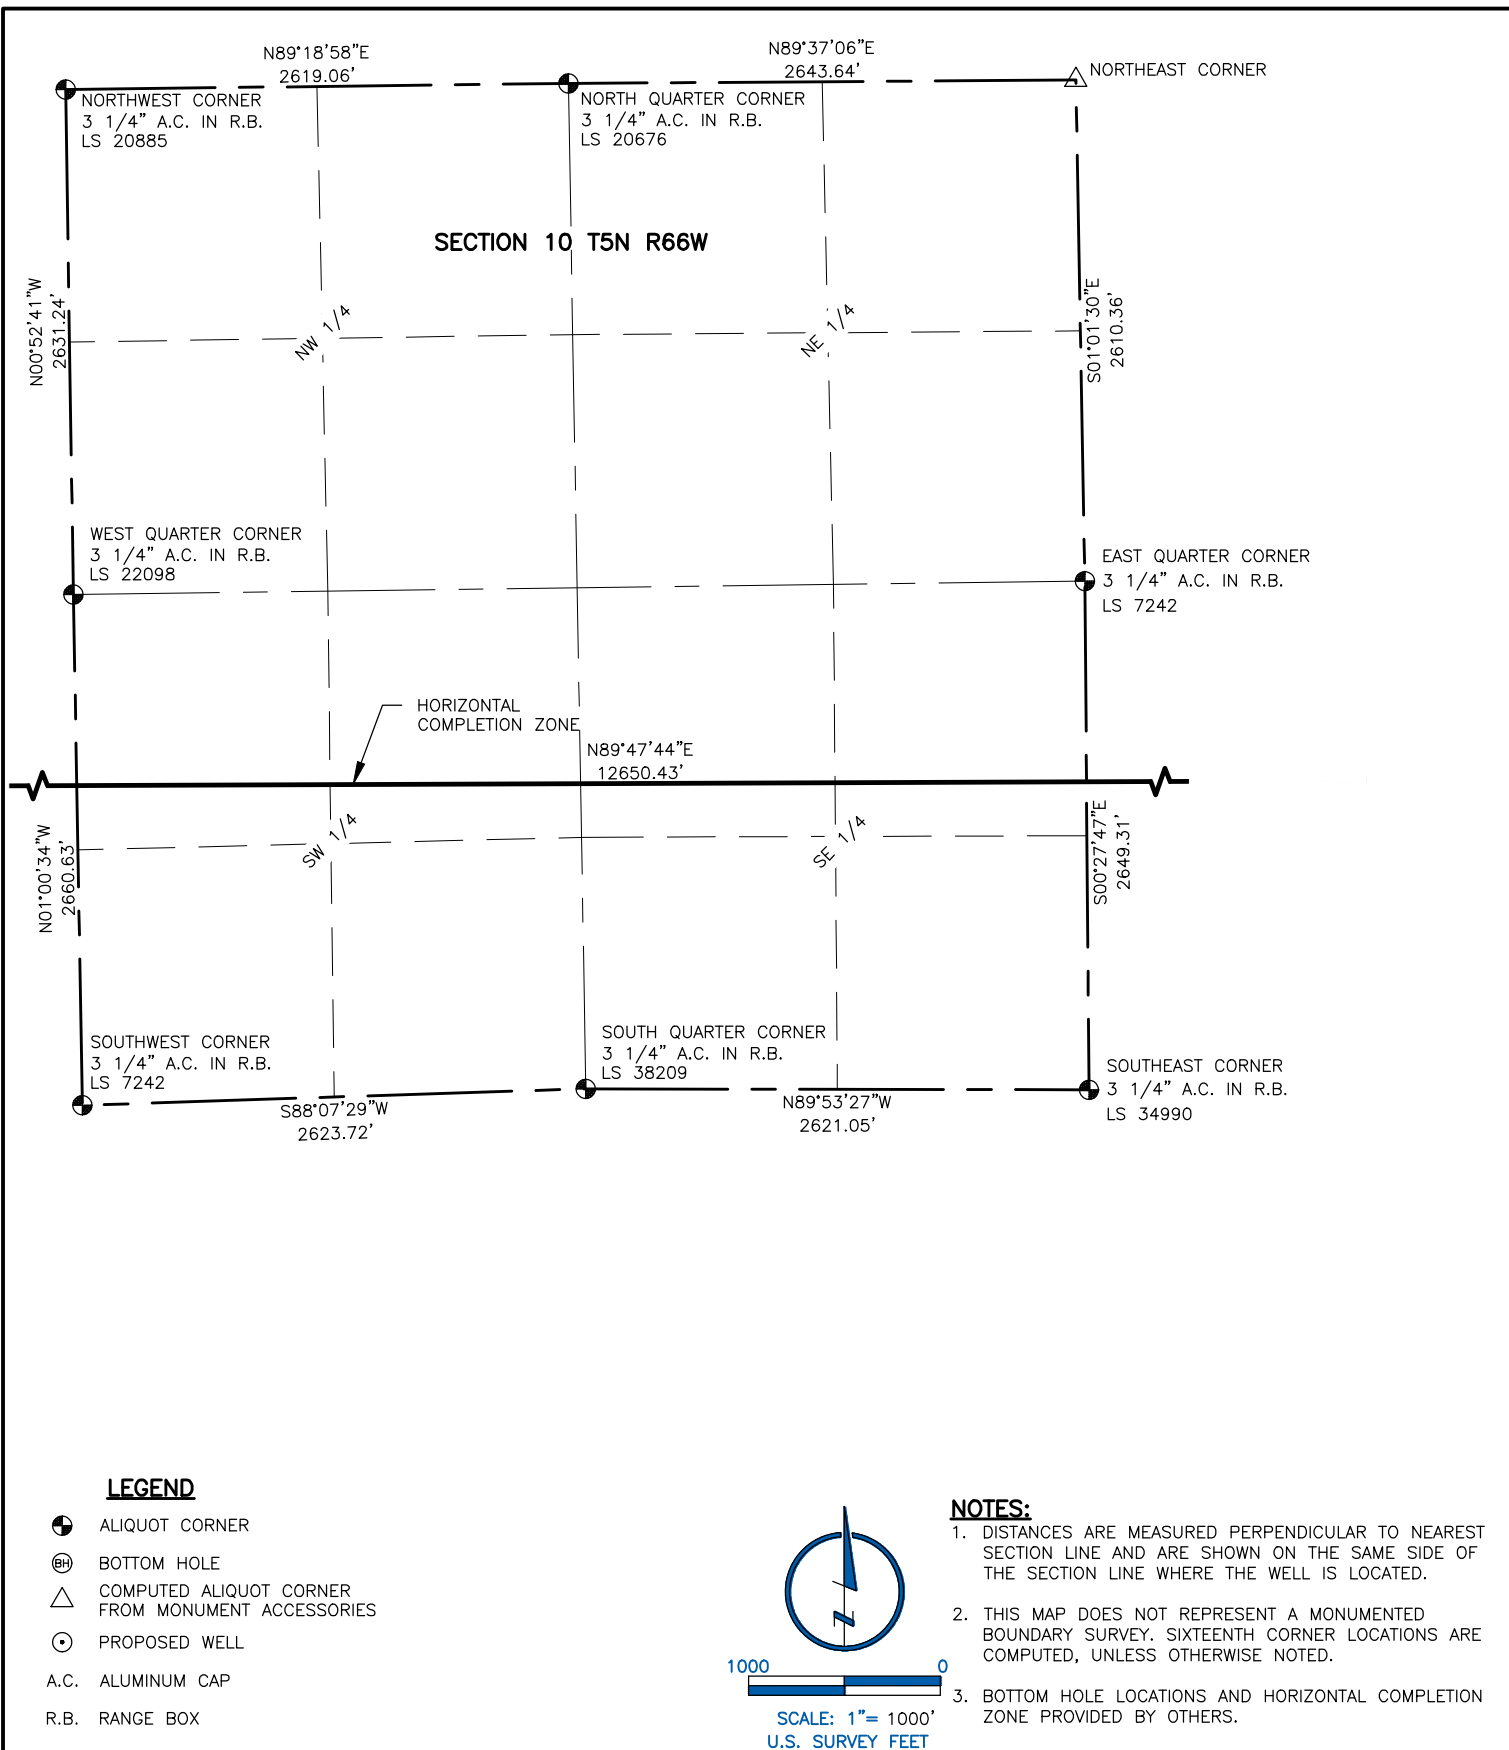 N89°18'58"E
2619.06'
N89°37'06"E
2643.64'
NORTHEAST CORNER
NORTHWEST CORNER
3 1/4" A.C. IN R.B.
LS 20885
NORTH QUARTER CORNER
3 1/4" A.C. IN R.B.
LS 20676
SECTION 10 T5N R66W
N00°52'41"W
2631.24'
NW 1/4
NE 1/4
S01°01'30"E
2610.36'
WEST QUARTER CORNER
3 1/4" A.C. IN R.B.
LS 22098
EAST QUARTER CORNER
3 1/4" A.C. IN R.B.
LS 7242
HORIZONTAL
COMPLETION ZONE
N89°47'44"E
12650.43'
N01°00'34"W
2660.63'
SW 1/4
SE 1/4
S00°27'47"E
2649.31'
SOUTHWEST CORNER
3 1/4" A.C. IN R.B.
LS 7242
SOUTH QUARTER CORNER
3 1/4" A.C. IN R.B.
LS 38209
SOUTHEAST CORNER
3 1/4" A.C. IN R.B.
LS 34990
S88°07'29"W
2623.72'
N89°53'27"W
2621.05'
LEGEND
ALIQUOT CORNER
BH BOTTOM HOLE
COMPUTED ALIQUOT CORNER
FROM MONUMENT ACCESSORIES
PROPOSED WELL
A.C. ALUMINUM CAP
R.B. RANGE BOX
N
1000 0
SCALE: 1"= 1000'
U.S. SURVEY FEET
NOTES:
1. DISTANCES ARE MEASURED PERPENDICULAR TO NEAREST
SECTION LINE AND ARE SHOWN ON THE SAME SIDE OF
THE SECTION LINE WHERE THE WELL IS LOCATED.
2. THIS MAP DOES NOT REPRESENT A MONUMENTED
BOUNDARY SURVEY. SIXTEENTH CORNER LOCATIONS ARE
COMPUTED, UNLESS OTHERWISE NOTED.
3. BOTTOM HOLE LOCATIONS AND HORIZONTAL COMPLETION
ZONE PROVIDED BY OTHERS.